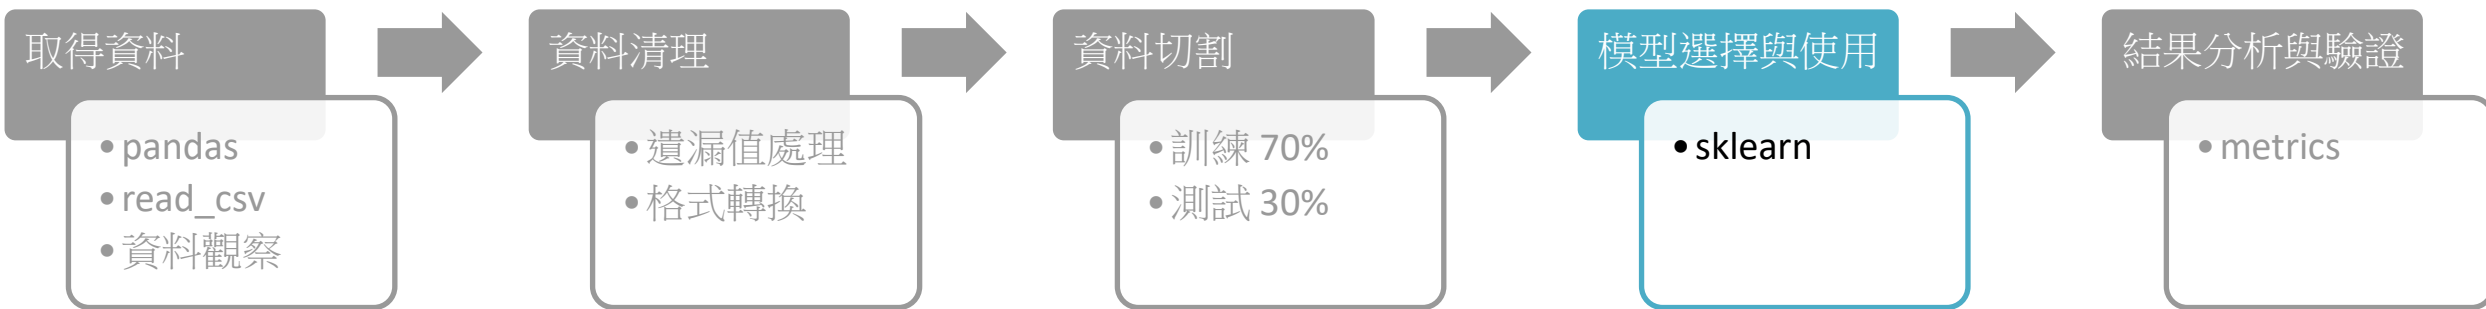 取得資料
• pandas
• read_csv
• 資料觀察
資料清理
• 遺漏值處理
• 格式轉換
資料切割
• 訓練 70%
• 測試 30%
模型選擇與使用
• sklearn
結果分析與驗證
• metrics